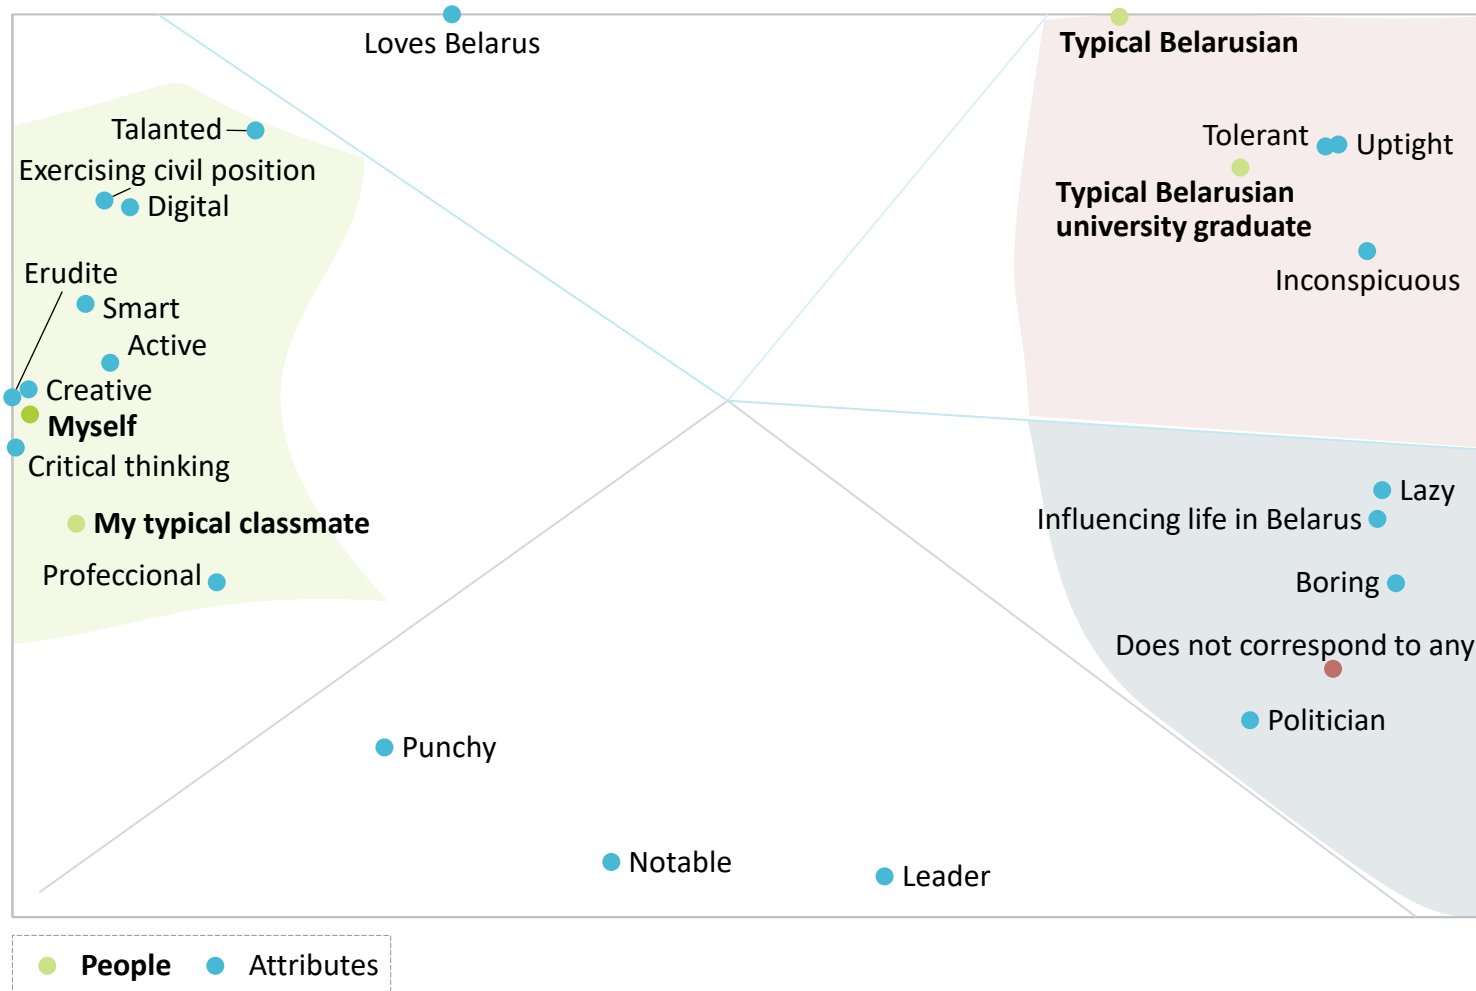 Loves Belarus
Typical Belarusian
Talanted
Tolerant
Uptight
Exercising civil position
Digital
Typical Belarusian
university graduate
Erudite
Inconspicuous
Smart
Active
Creative
Myself
Critical thinking
Lazy
My typical classmate
Influencing life in Belarus
Profeccional
Boring
Does not correspond to any
Politician
Punchy
Notable
Leader
People
Attributes